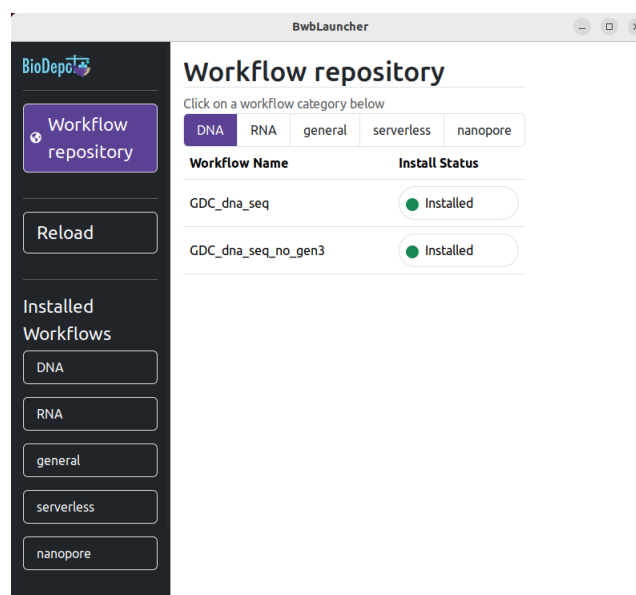 BwbLauncher
BioDepot
Workflow
repository
Reload
Installed
Workflows
DNA
RNA
general
serverless
nanopore
Workflow repository
Click on a workflow category below
DNA RNA general serverless nanopore
Workflow Name Install Status
GDC_dna_seq Installed
GDC_dna_seq_no_gen3 Installed